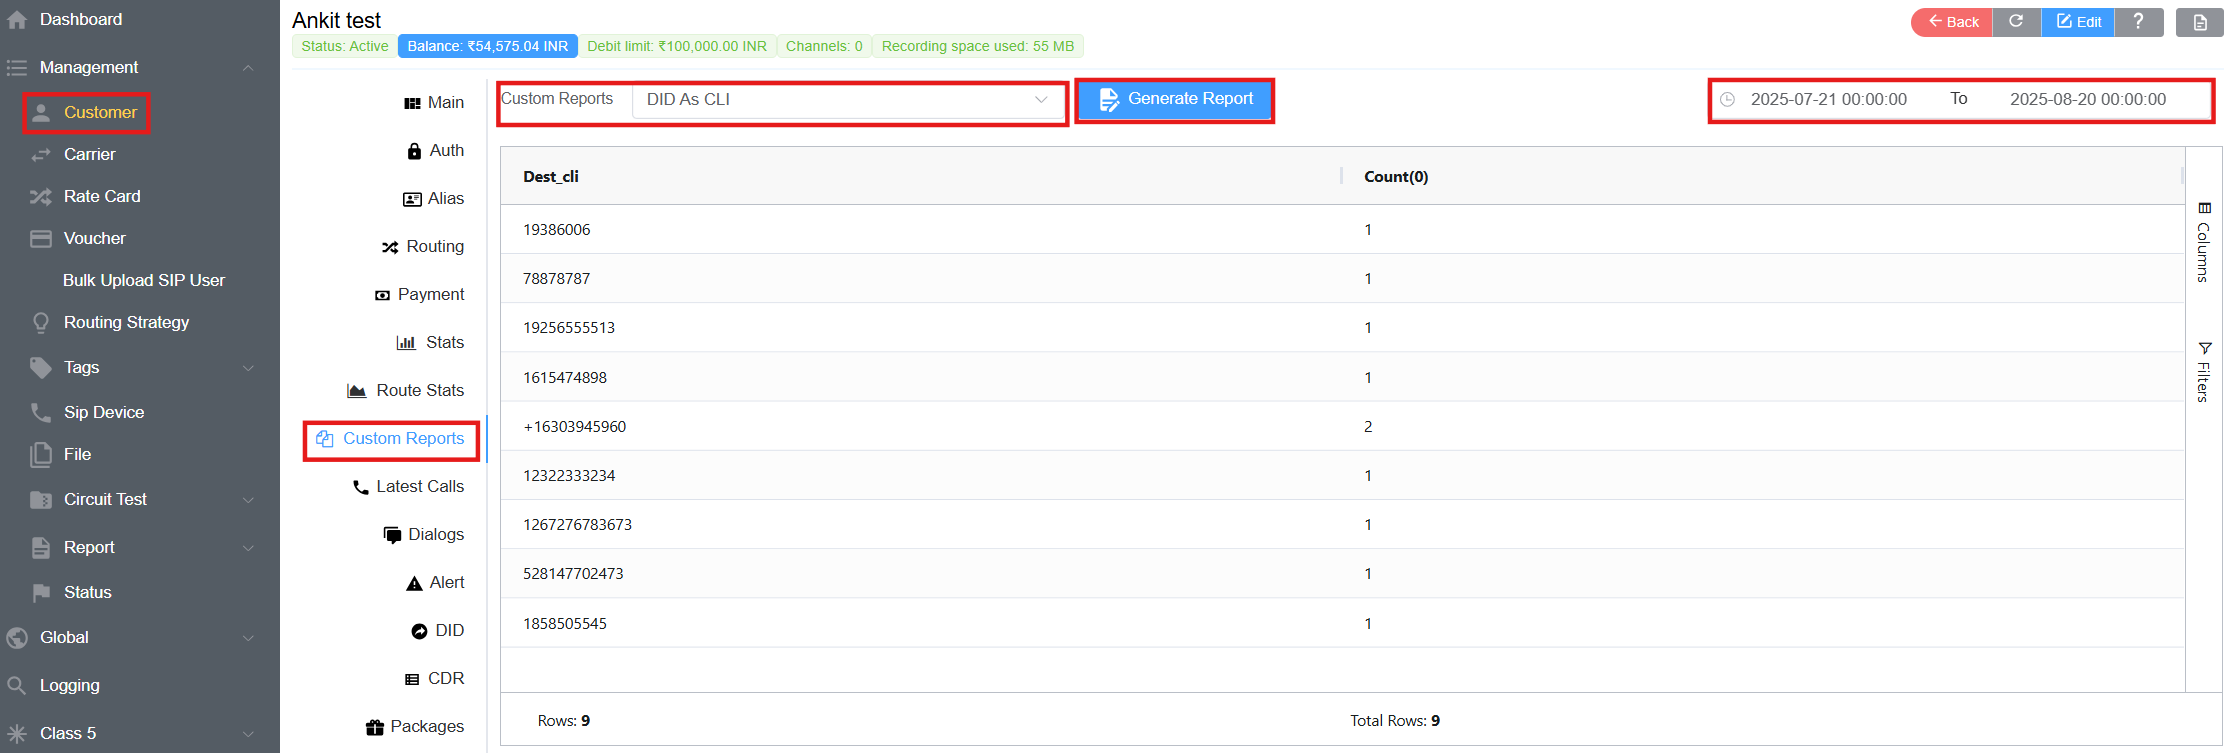 Dashboard
Management
Customer
Carrier
Rate Card
Voucher
Bulk Upload SIP User
Routing Strategy
Tags
Sip Device
File
Circuit Test
Report
Status
Global
Logging
Class 5
Ankit test
Status: Active
Balance: ₹54,575.04 INR
Debit limit: ₹100,000.00 INR
Channels: 0
Recording space used: 55 MB
Back
Edit
?
Main
Auth
Alias
Routing
Payment
Stats
Route Stats
Custom Reports
Latest Calls
Dialogs
Alert
DID
CDR
Packages
Custom Reports DID As CLI
Generate Report
2025-07-21 00:00:00 To 2025-08-20 00:00:00
Dest_cli Count(0)
19386006 1
78878787 1
19256555513 1
1615474898 1
+16303945960 2
12322333234 1
1267276783673 1
528147702473 1
1858505545 1
Rows: 9 Total Rows: 9
Columns
Filters